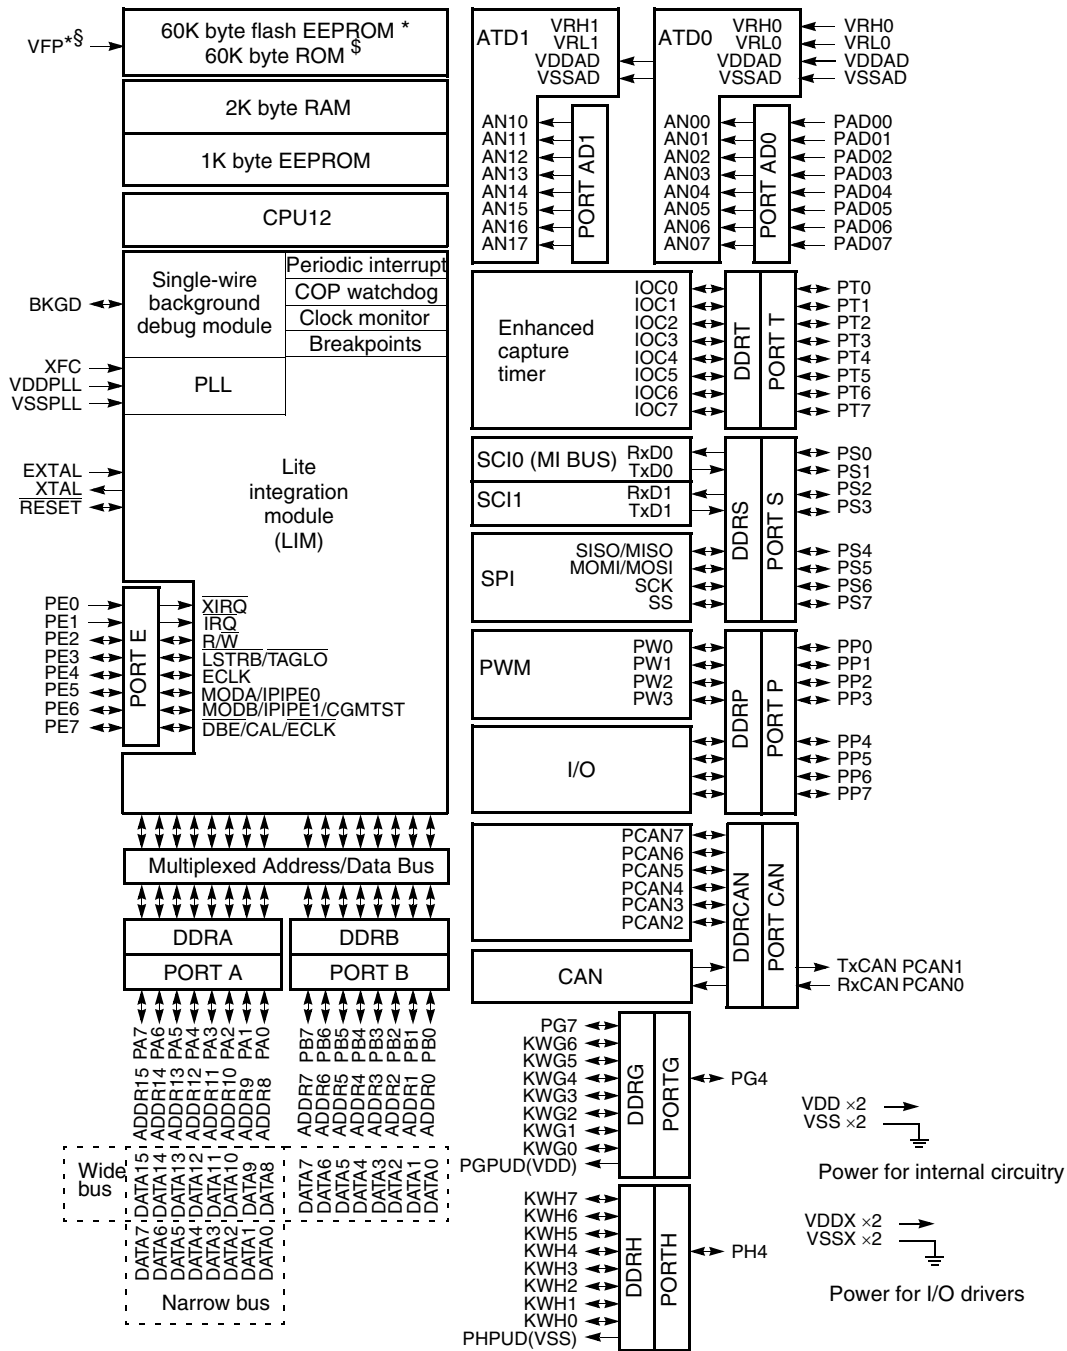 VFP*§
60K byte flash EEPROM *
60K byte ROM $
2K byte RAM
1K byte EEPROM
CPU12
Single-wire
background
debug module
Periodic interrupt
COP watchdog
Clock monitor
Breakpoints
BKGD
XFC
VDDPLL
VSSPLL
PLL
EXTAL
XTAL
RESET
Lite
integration
module
(LIM)
PE0
PE1
PE2
PE3
PE4
PE5
PE6
PE7
PORT E
XIRQ
IRQ
R/W
LSTRB/TAGLO
ECLK
MODA/IPIPE0
MODB/IPIPE1/CGMTST
DBE/CAL/ECLK
Multiplexed Address/Data Bus
DDRA
DDRB
PORT A
PORT B
PA7
PA6
PA5
PA4
PA3
PA2
PA1
PA0
PB7
PB6
PB5
PB4
PB3
PB2
PB1
PB0
ADDR15
ADDR14
ADDR13
ADDR12
ADDR11
ADDR10
ADDR9
ADDR8
ADDR7
ADDR6
ADDR5
ADDR4
ADDR3
ADDR2
ADDR1
ADDR0
Wide
bus
DATA15
DATA14
DATA13
DATA12
DATA11
DATA10
DATA9
DATA8
DATA7
DATA6
DATA5
DATA4
DATA3
DATA2
DATA1
DATA0
DATA7
DATA6
DATA5
DATA4
DATA3
DATA2
DATA1
DATA0
Narrow bus
ATD1
VRH1
VRL1
VDDAD
VSSAD
AN10
AN11
AN12
AN13
AN14
AN15
AN16
AN17
PORT AD1
ATD0
VRH0
VRL0
VDDAD
VSSAD
VRH0
VRL0
VDDAD
VSSAD
AN00
AN01
AN02
AN03
AN04
AN05
AN06
AN07
PORT AD0
PAD00
PAD01
PAD02
PAD03
PAD04
PAD05
PAD06
PAD07
Enhanced
capture
timer
IOC0
IOC1
IOC2
IOC3
IOC4
IOC5
IOC6
IOC7
DDRT
PORT T
PT0
PT1
PT2
PT3
PT4
PT5
PT6
PT7
SCI0 (MI BUS)
RxD0
TxD0
SCI1
RxD1
TxD1
SPI
SISO/MISO
MOMI/MOSI
SCK
SS
DDRS
PORT S
PS0
PS1
PS2
PS3
PS4
PS5
PS6
PS7
PWM
PW0
PW1
PW2
PW3
I/O
DDRP
PORT P
PP0
PP1
PP2
PP3
PP4
PP5
PP6
PP7
PCAN7
PCAN6
PCAN5
PCAN4
PCAN3
PCAN2
CAN
DDRCAN
PORT CAN
TxCAN PCAN1
RxCAN PCAN0
PG7
KWG6
KWG5
KWG4
KWG3
KWG2
KWG1
KWG0
PGPUD(VDD)
DDRG
PORTG
PG4
KWH7
KWH6
KWH5
KWH4
KWH3
KWH2
KWH1
KWH0
PHPUD(VSS)
DDRH
PORTH
PH4
VDD ×2
VSS ×2
Power for internal circuitry
VDDX ×2
VSSX ×2
Power for I/O drivers